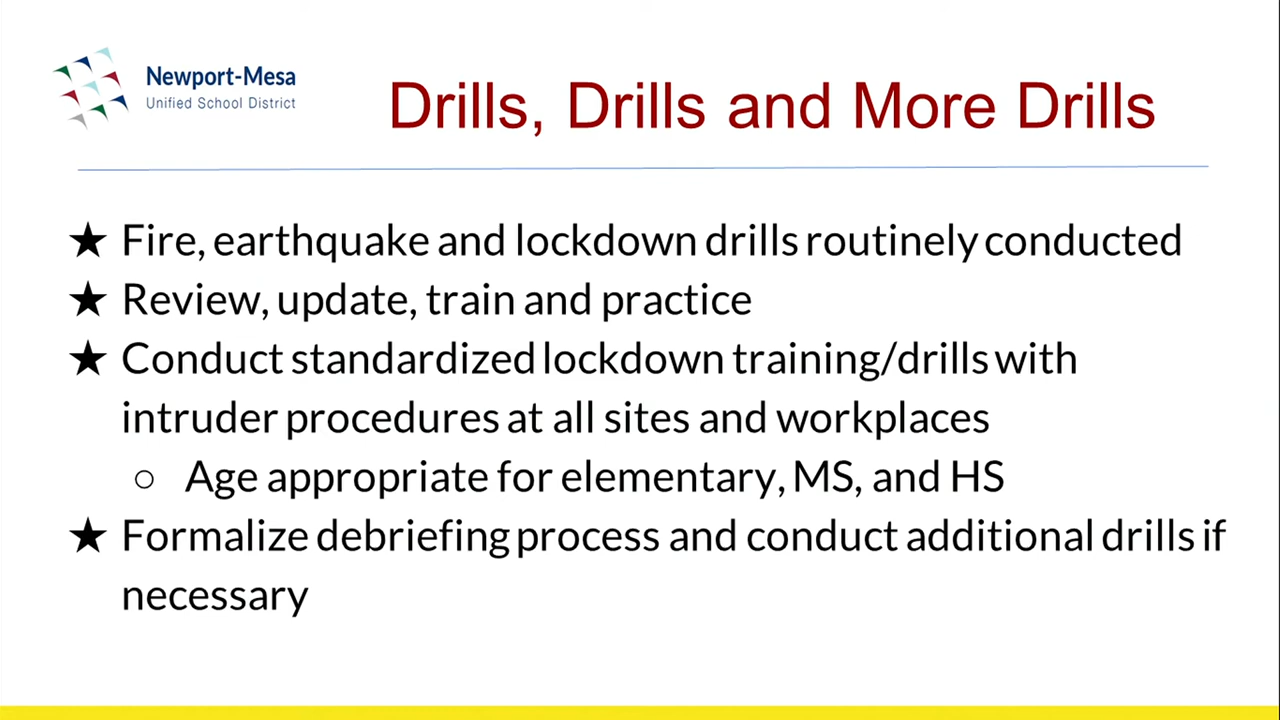 Newport-Mesa
Unified School District
Drills, Drills and More Drills
★ Fire, earthquake and lockdown drills routinely conducted
★ Review, update, train and practice
★ Conduct standardized lockdown training/drills with
intruder procedures at all sites and workplaces
○ Age appropriate for elementary, MS, and HS
★ Formalize debriefing process and conduct additional drills if
necessary